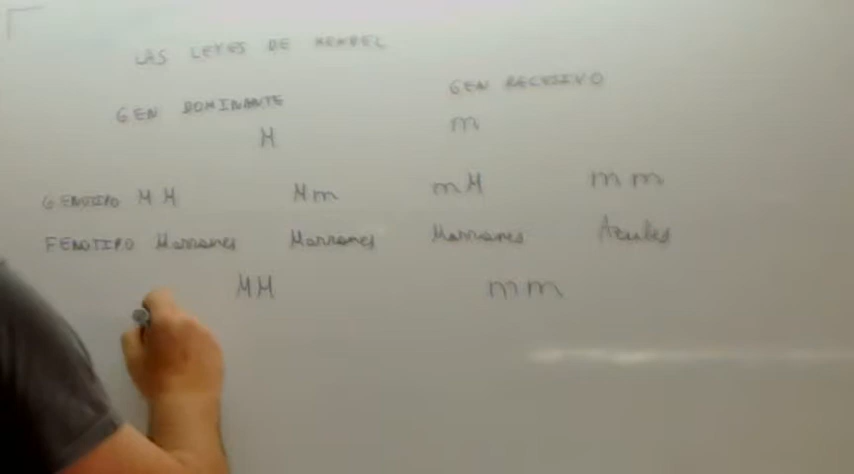 LAS LEYES DE MENDEL
GEN DOMINANTE GEN RECESIVO
M m
GENOTIPO MM Mm mM mm
FENOTIPO Marrones Marrones Marrones Azules
MM mm